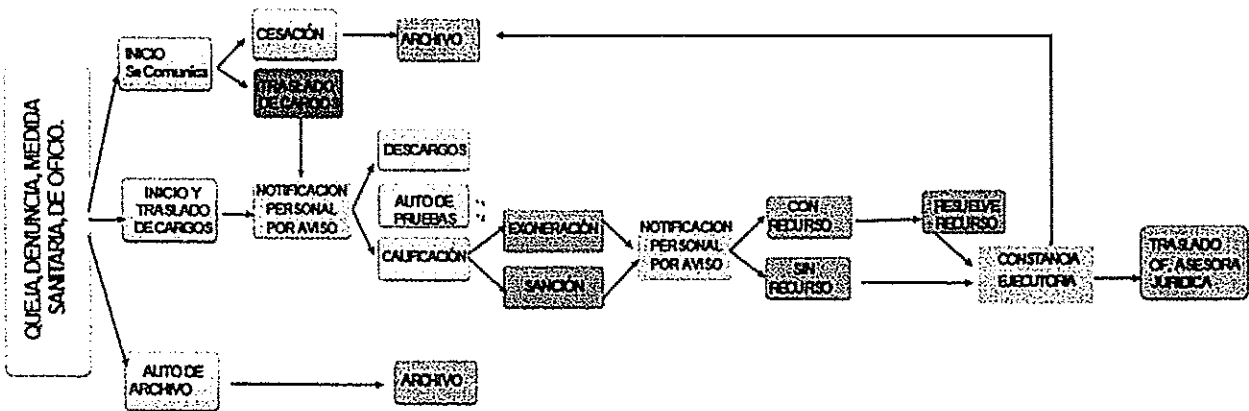 QUEJA, DENUNCIA, MEDIDA
SANITARIA, DE OFICIO.
INICIO
Se Comunica
CESACIÓN
ARCHIVO
TRASLADO
DE CARGOS
INICIO Y
TRASLADO
DE CARGOS
NOTIFICACION
PERSONAL
POR AVISO
DESCARGOS
AUTO DE
PRUEBAS
CALIFICACIÓN
EXONERACIÓN
SANCIÓN
NOTIFICACION
PERSONAL
POR AVISO
CON
RECURSO
SIN
RECURSO
RESUELVE
RECURSO
CONSTANCIA
EJECUTORIA
TRASLADO
OF. ASESORA
JURIDICA
AUTO DE
ARCHIVO
ARCHIVO